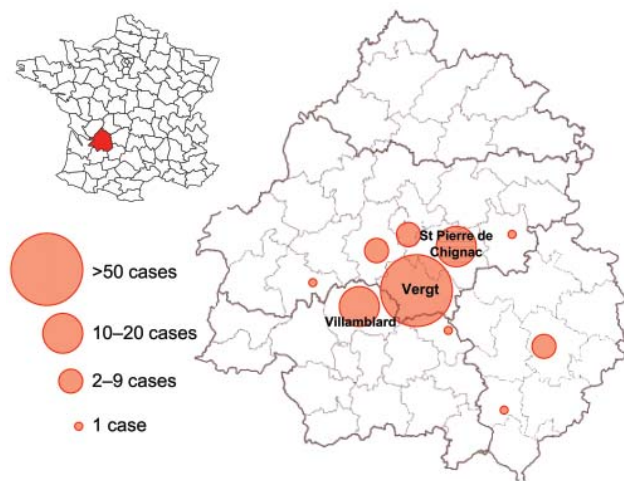 >50 cases
10–20 cases
2–9 cases
1 case
St Pierre de
Chignac
Vergt
Villamblard